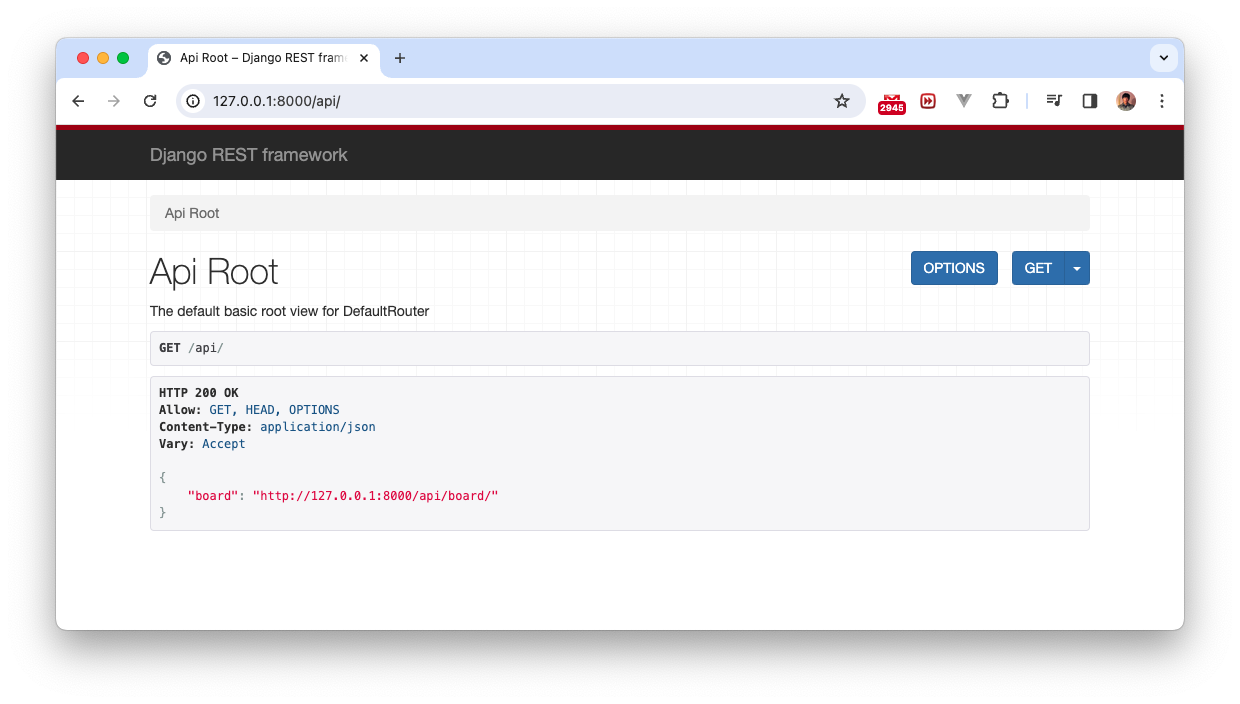 Api Root – Django REST fram
127.0.0.1:8000/api/
2945
Django REST framework
Api Root
Api Root
OPTIONS
GET
The default basic root view for DefaultRouter
GET /api/
HTTP 200 OK
Allow: GET, HEAD, OPTIONS
Content-Type: application/json
Vary: Accept
{
    "board": "http://127.0.0.1:8000/api/board/"
}